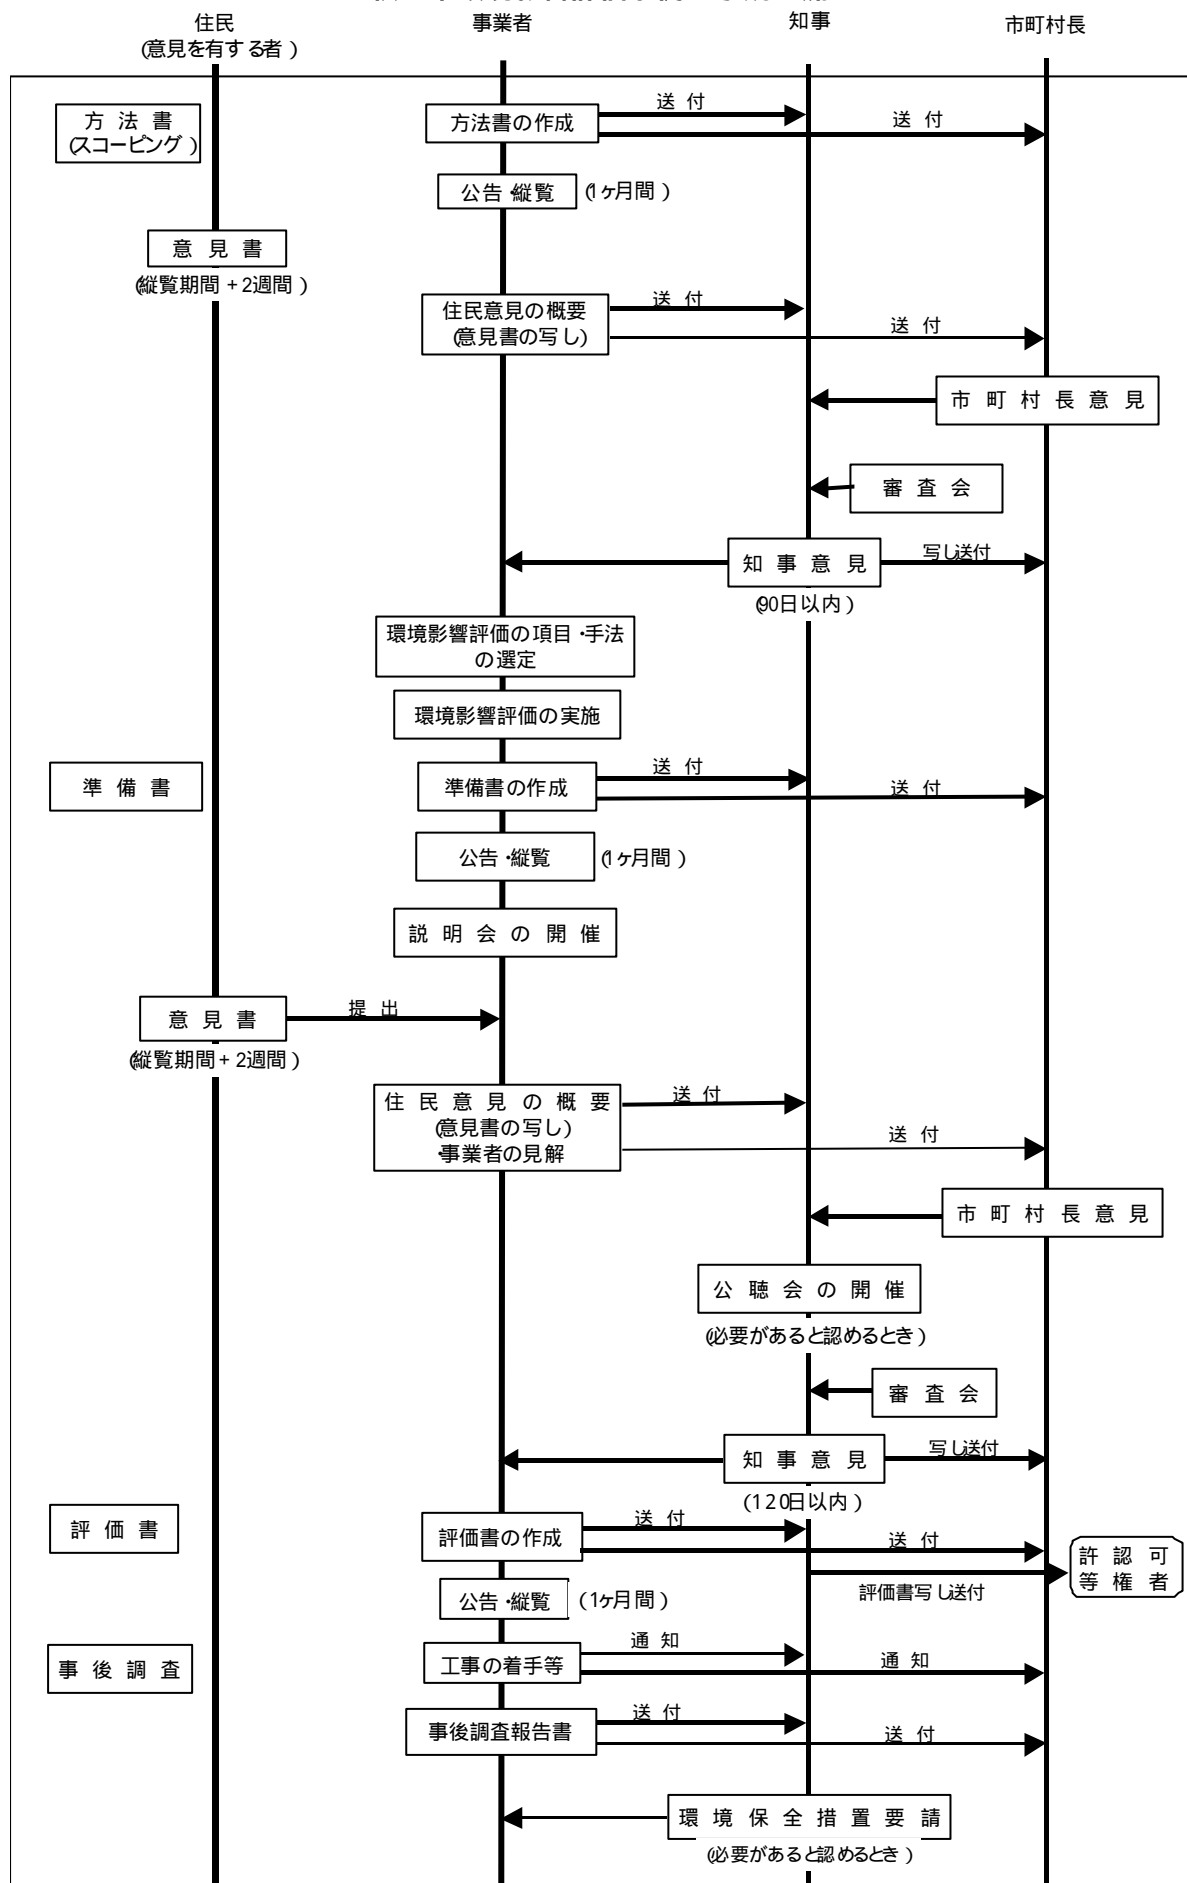 住民
(意見を有する者)
事業者
知事
市町村長
方法書
(スコーピング)
方法書の作成
送付
送付
公告・縦覧
(1ヶ月間)
意見書
(縦覧期間+2週間)
住民意見の概要
(意見書の写し)
送付
送付
市町村長意見
審査会
知事意見
写し送付
(90日以内)
環境影響評価の項目・手法
の選定
環境影響評価の実施
準備書
準備書の作成
送付
送付
公告・縦覧
(1ヶ月間)
説明会の開催
意見書
提出
(縦覧期間+2週間)
住民意見の概要
(意見書の写し)
・事業者の見解
送付
送付
市町村長意見
公聴会の開催
(必要があると認めるとき)
審査会
知事意見
写し送付
(120日以内)
評価書
評価書の作成
送付
送付
許認可
等権者
評価書写し送付
公告・縦覧
(1ヶ月間)
事後調査
工事の着手等
通知
通知
事後調査報告書
送付
送付
環境保全措置要請
(必要があると認めるとき)